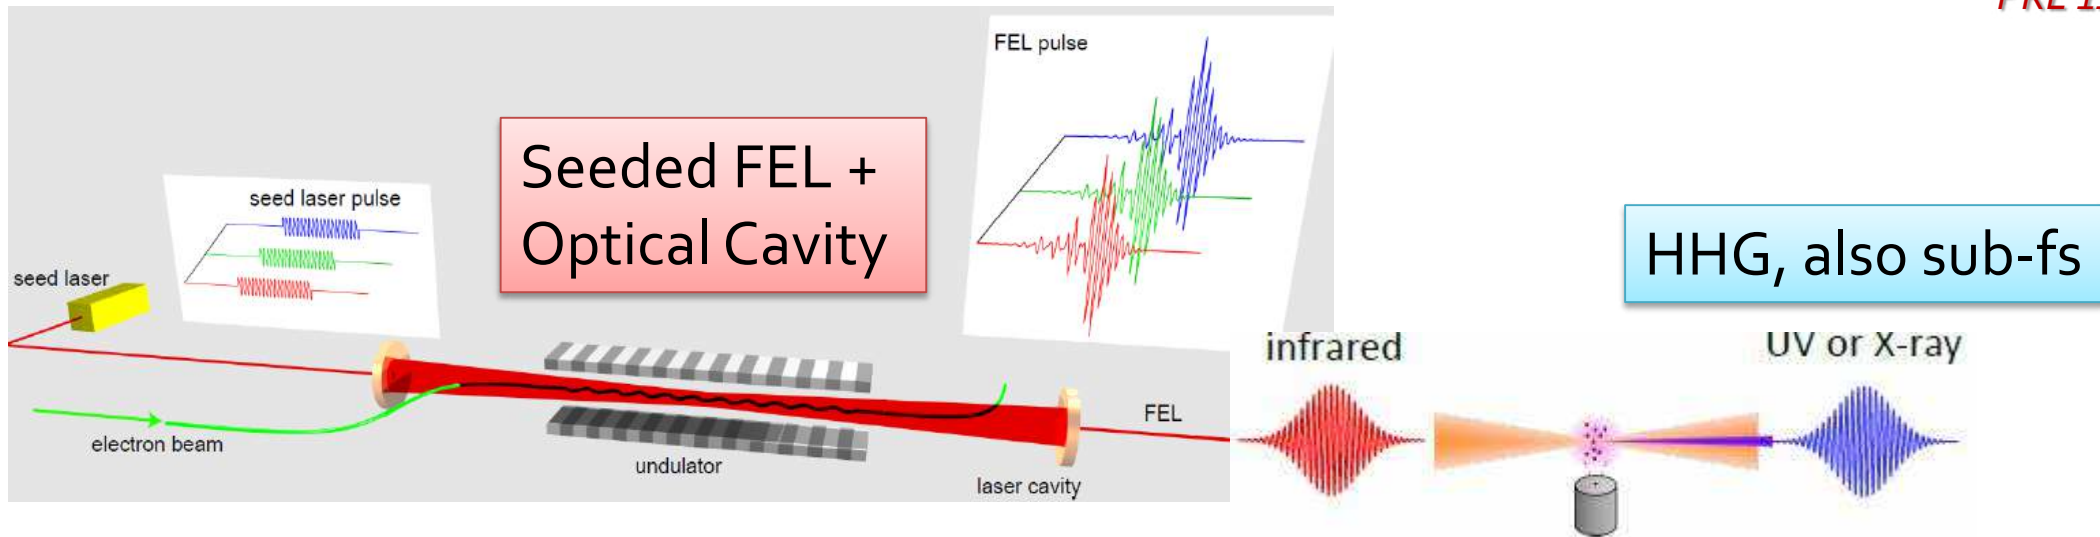 PRL
FEL pulse
Seeded FEL +
Optical Cavity
seed laser pulse
seed laser
HHG, also sub-fs
infrared
UV or X-ray
FEL
electron beam
undulator
laser cavity